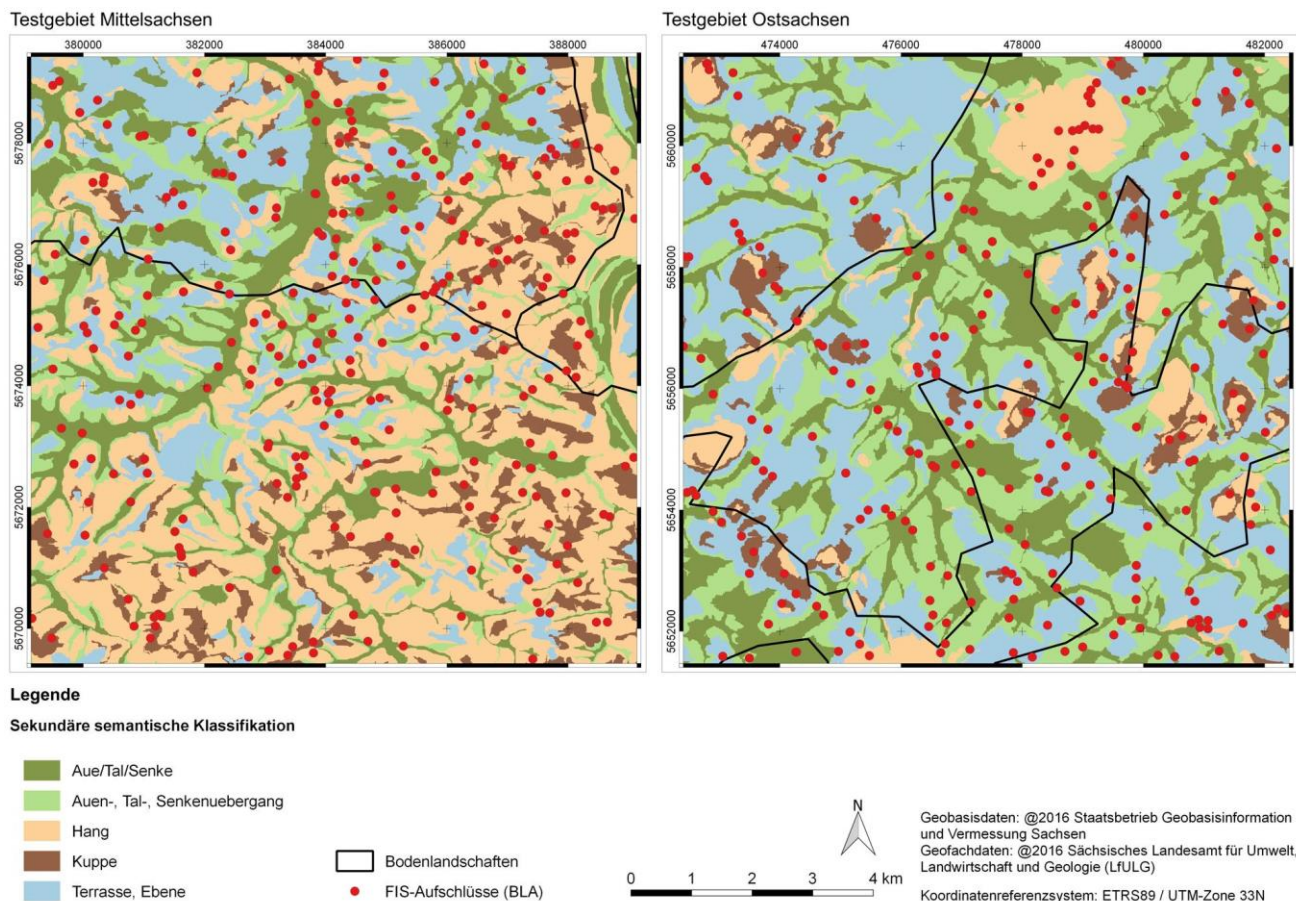 Testgebiet Mittelsachsen
380000 382000 384000 386000 388000
5678000
5676000
5674000
5672000
5670000
Testgebiet Ostsachsen
474000 476000 478000 480000 482000
5660000
5658000
5656000
5654000
5652000
Legende
Sekundäre semantische Klassifikation
Aue/Tal/Senke
Auen-, Tal-, Senkenuebergang
Hang
Kuppe
Terrasse, Ebene
Bodenlandschaften
FIS-Aufschlüsse (BLA)
N
0 1 2 3 4 km
Geobasisdaten: @2016 Staatsbetrieb Geobasisinformation
und Vermessung Sachsen
Geofachdaten: @2016 Sächsisches Landesamt für Umwelt,
Landwirtschaft und Geologie (LfULG)
Koordinatenreferenzsystem: ETRS89 / UTM-Zone 33N